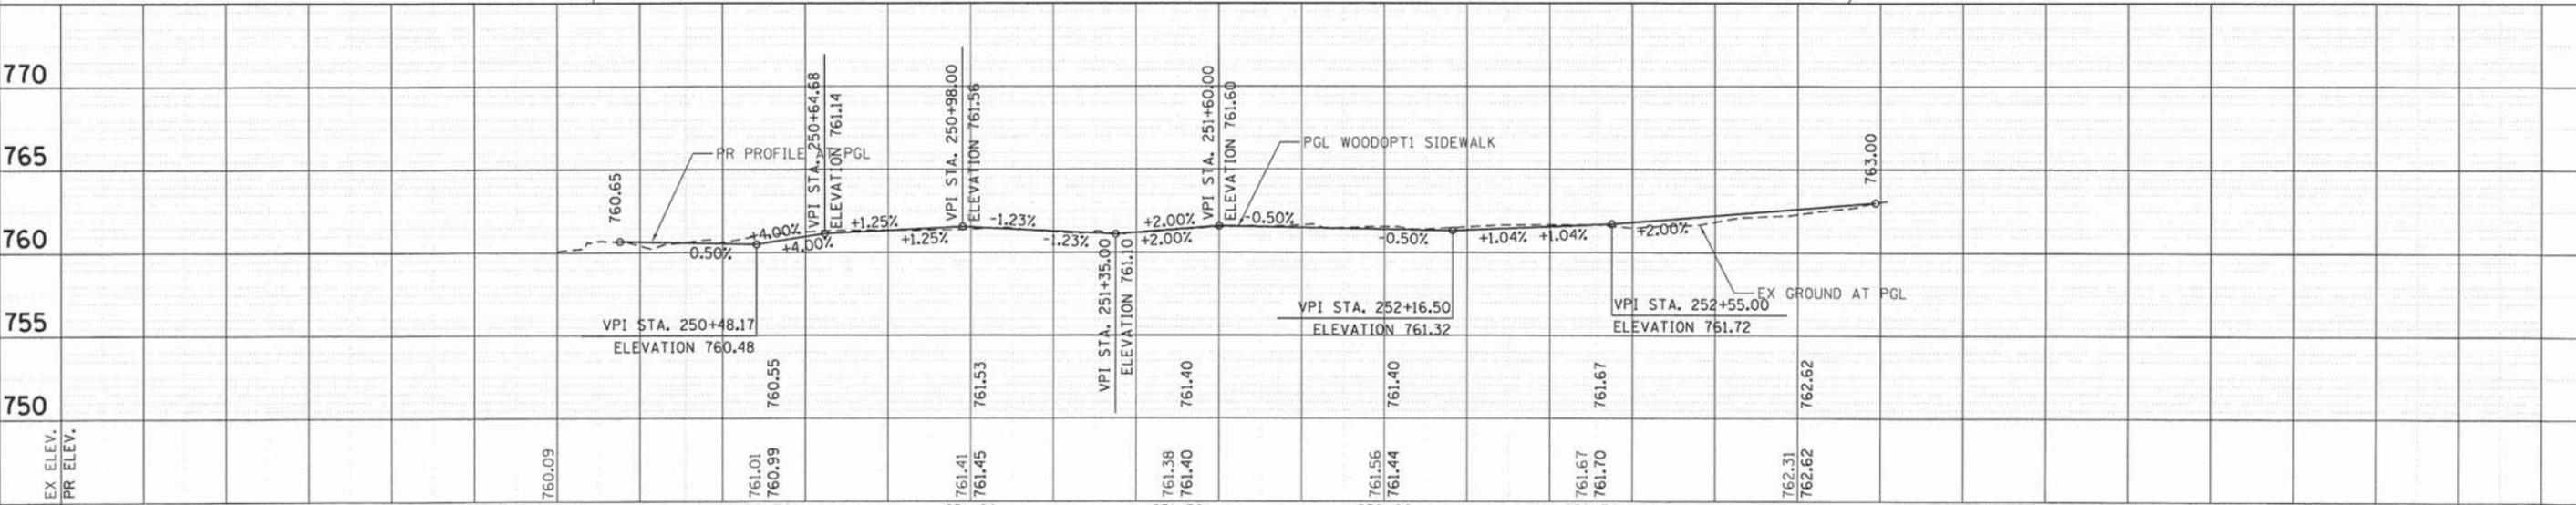 770
765
760
755
750
EX ELEV.
PR ELEV.
760.65
PR PROFILE AT PGL
VPI STA. 250+64.68
ELEVATION 761.14
VPI STA. 250+98.00
ELEVATION 761.56
VPI STA. 251+60.00
ELEVATION 761.60
PGL WOODOPT1 SIDEWALK
763.00
+4.00%
+1.25%
-1.23%
+2.00%
-0.50%
-0.50%
+4.00%
+1.25%
-1.23%
+2.00%
-0.50%
+1.04%
+1.04%
+2.00%
VPI STA. 250+48.17
ELEVATION 760.48
VPI STA. 251+35.00
ELEVATION 761.10
VPI STA. 252+16.50
ELEVATION 761.32
VPI STA. 252+55.00
ELEVATION 761.72
EX GROUND AT PGL
760.55
761.53
761.40
761.40
761.67
762.62
760.09
761.01
760.99
761.41
761.45
761.38
761.40
761.56
761.44
761.67
761.70
762.31
762.62